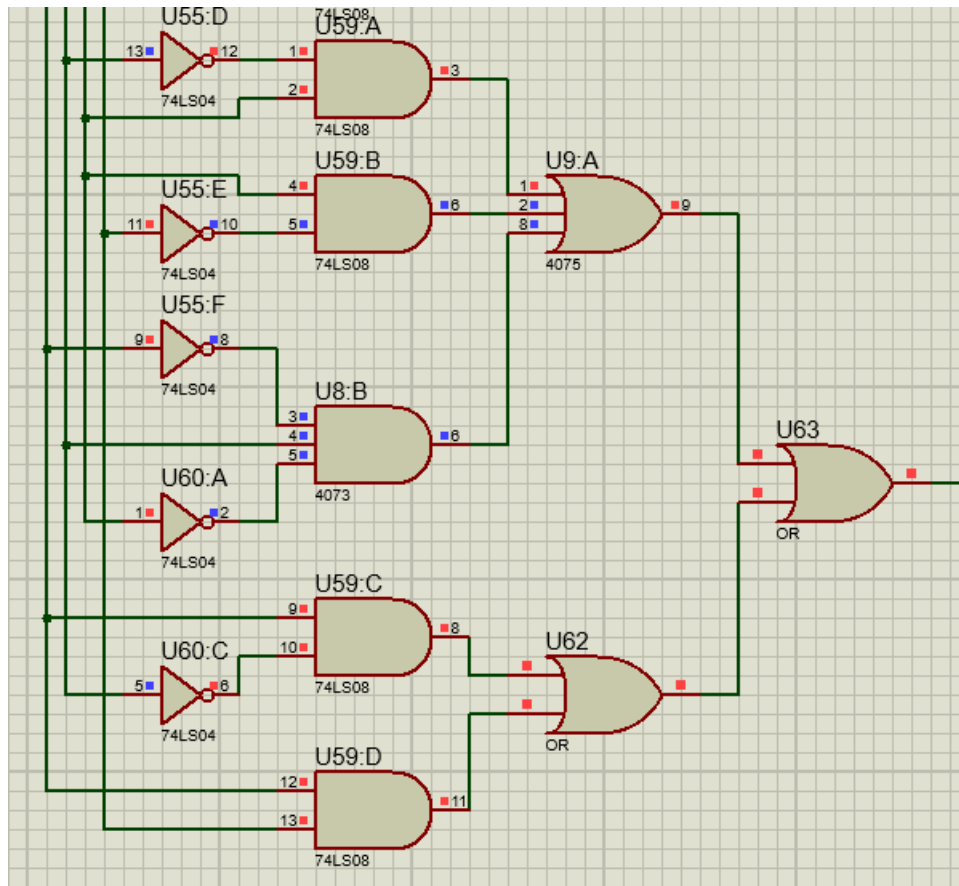 74LS08
U55:D
U59:A
13
12
1
3
2
74LS04
74LS08
U59:B
U9:A
U55:E
4
1
6
2
9
11
10
5
8
74LS04
74LS08
4075
U55:F
9
8
U8:B
74LS04
3
4
6
5
U63
U60:A
4073
1
2
OR
74LS04
U59:C
9
8
U60:C
10
U62
5
6
74LS08
74LS04
OR
U59:D
12
11
13
74LS08